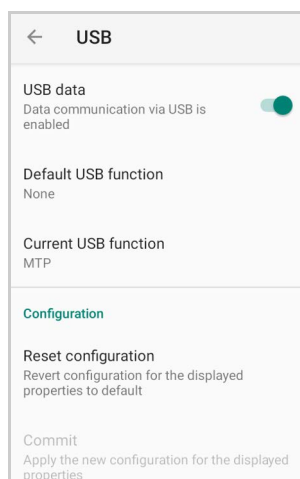 USB
USB data
Data communication via USB is
enabled
Default USB function
None
Current USB function
MTP
Configuration
Reset configuration
Revert configuration for the displayed
properties to default
Commit
Apply the new configuration for the displayed
properties